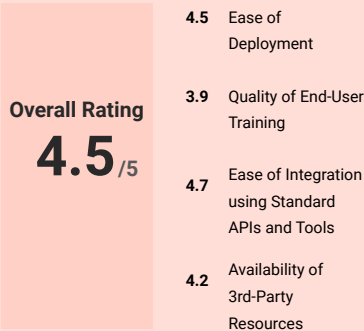 Overall Rating
4.5/5
4.5 Ease of
Deployment
3.9 Quality of End-User
Training
4.7 Ease of Integration
using Standard
APIs and Tools
4.2 Availability of
3rd-Party
Resources